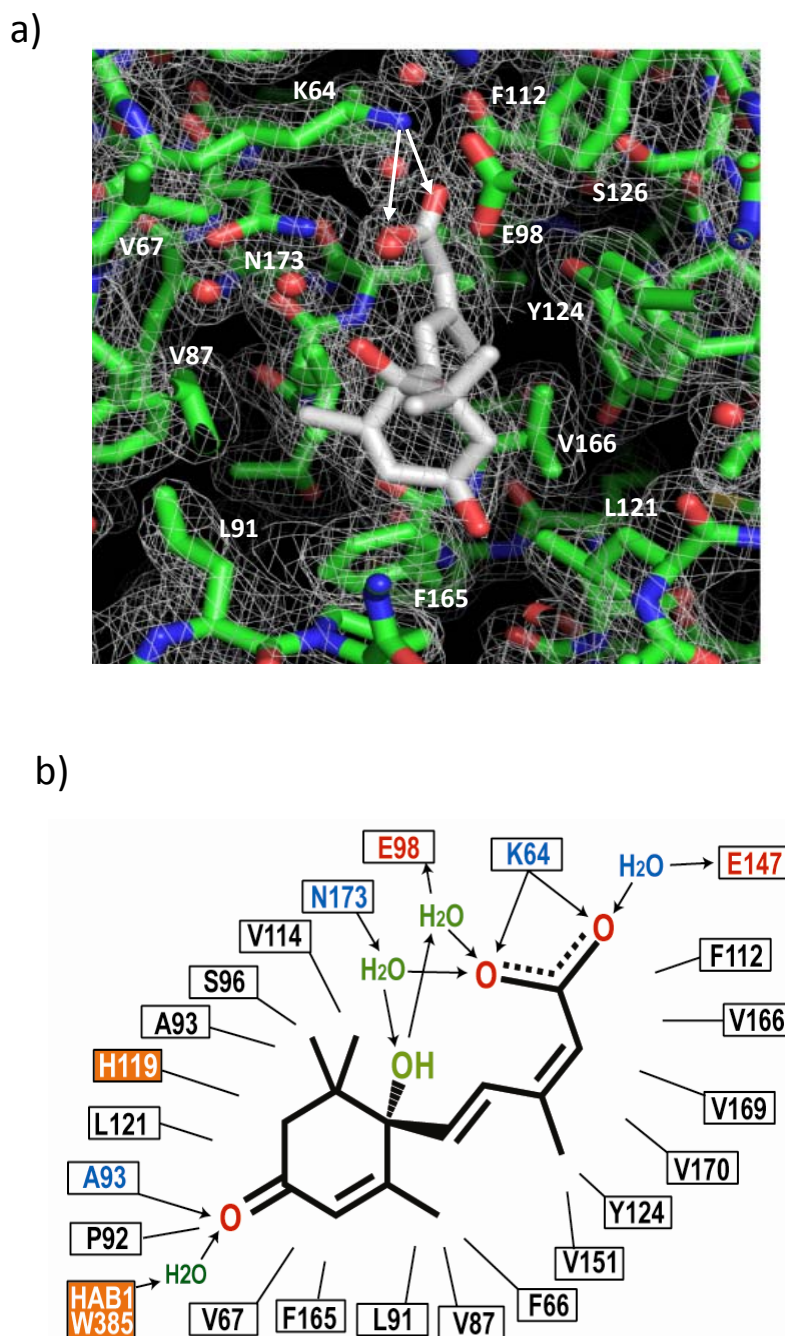 a)
K64
F112
S126
E98
V67
N173
Y124
V87
V166
L121
L91
F165
b)
E98
K64
H2O
E147
N173
H2O
V114
H2O
O
O
F112
S96
A93
V166
OH
H119
V169
L121
V170
A93
Y124
O
P92
V151
H2O
HAB1
W385
V67
F165
L91
V87
F66